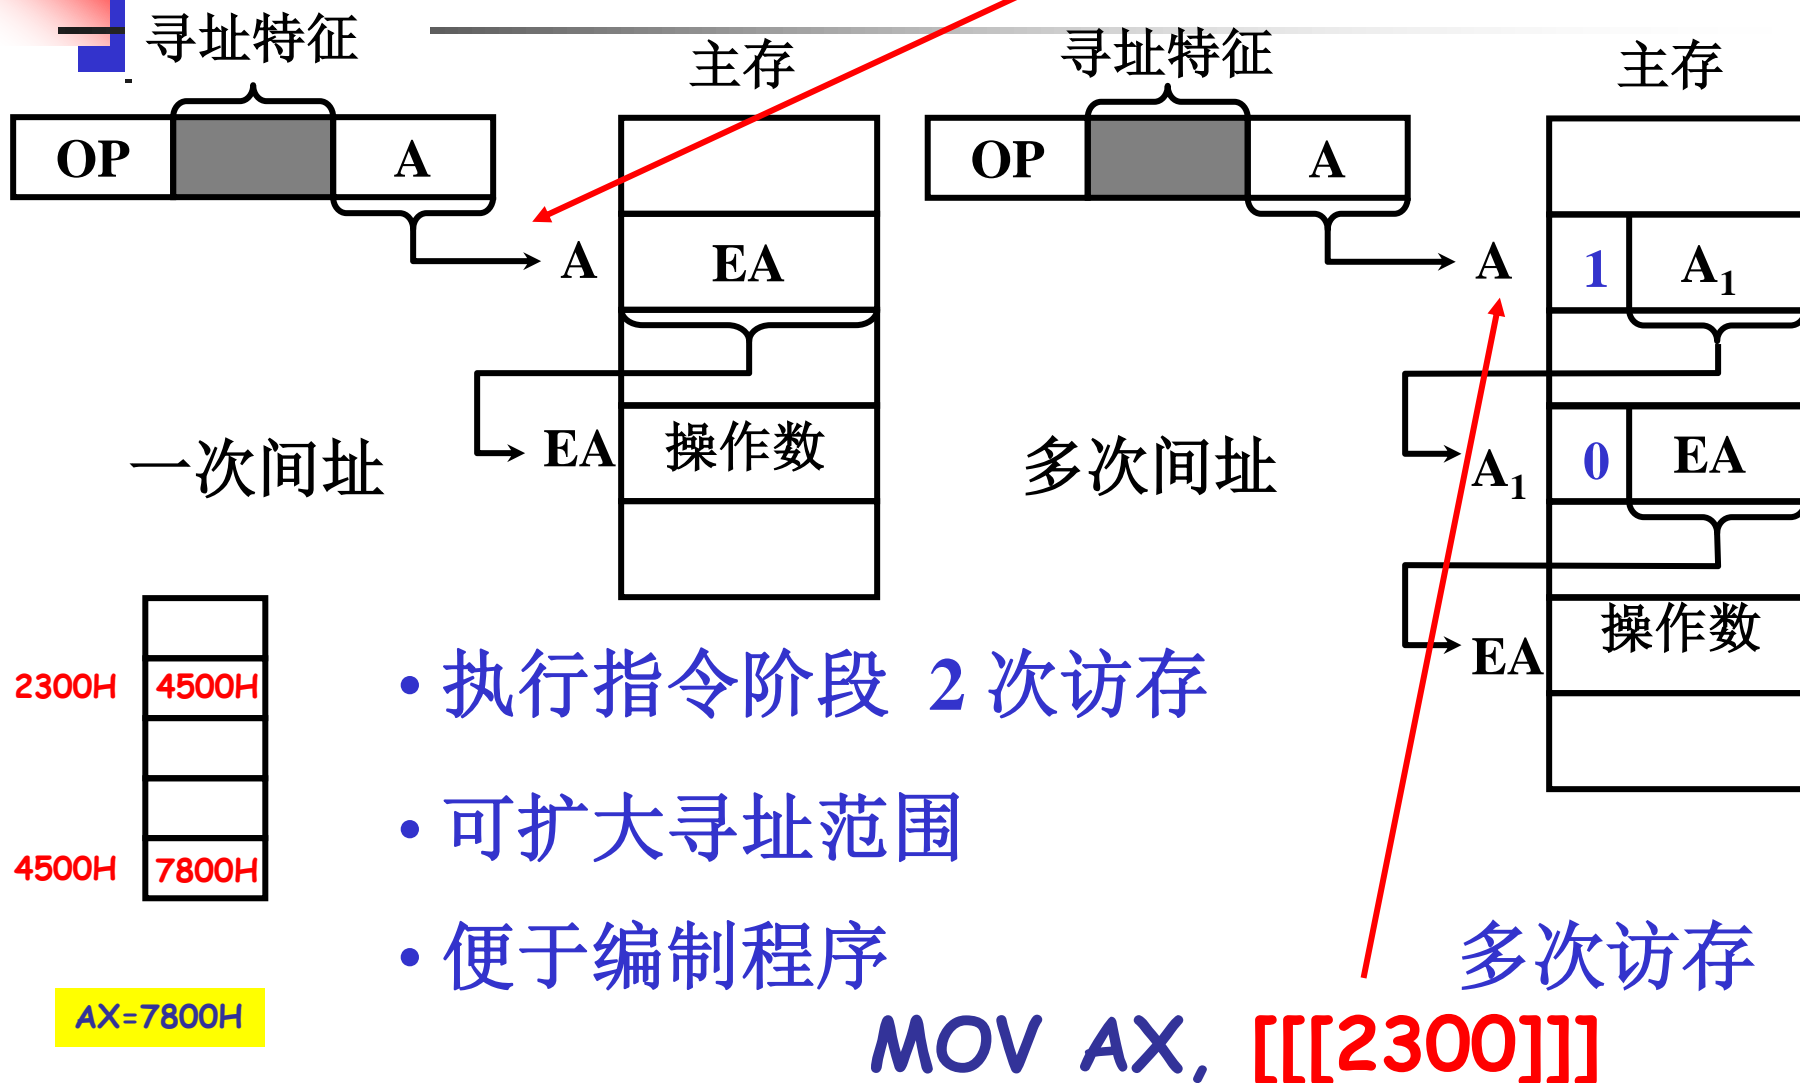 寻址特征
主存
OP
A
A
EA
EA
操作数
一次间址
寻址特征
主存
OP
A
A
1
A₁
A₁
0
EA
EA
操作数
多次间址
2300H
4500H
4500H
7800H
AX=7800H
• 执行指令阶段 2 次访存
• 可扩大寻址范围
• 便于编制程序
多次访存
MOV AX, [[[2300]]]